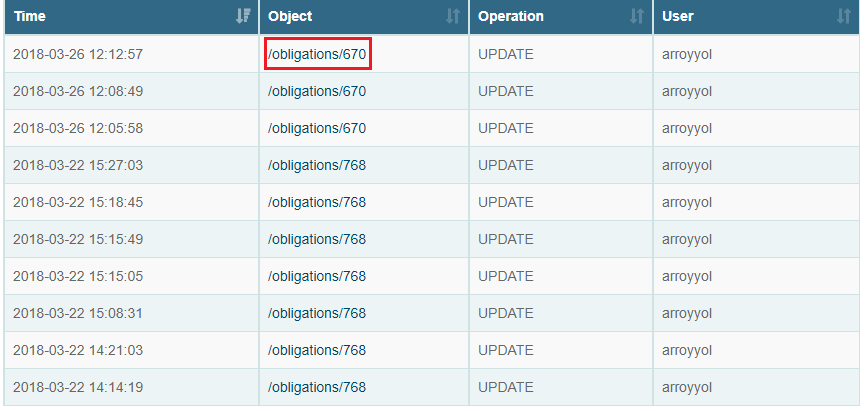 Time Object Operation User
2018-03-26 12:12:57 /obligations/670 UPDATE arroyyol
2018-03-26 12:08:49 /obligations/670 UPDATE arroyyol
2018-03-26 12:05:58 /obligations/670 UPDATE arroyyol
2018-03-22 15:27:03 /obligations/768 UPDATE arroyyol
2018-03-22 15:18:45 /obligations/768 UPDATE arroyyol
2018-03-22 15:15:49 /obligations/768 UPDATE arroyyol
2018-03-22 15:15:05 /obligations/768 UPDATE arroyyol
2018-03-22 15:08:31 /obligations/768 UPDATE arroyyol
2018-03-22 14:21:03 /obligations/768 UPDATE arroyyol
2018-03-22 14:14:19 /obligations/768 UPDATE arroyyol